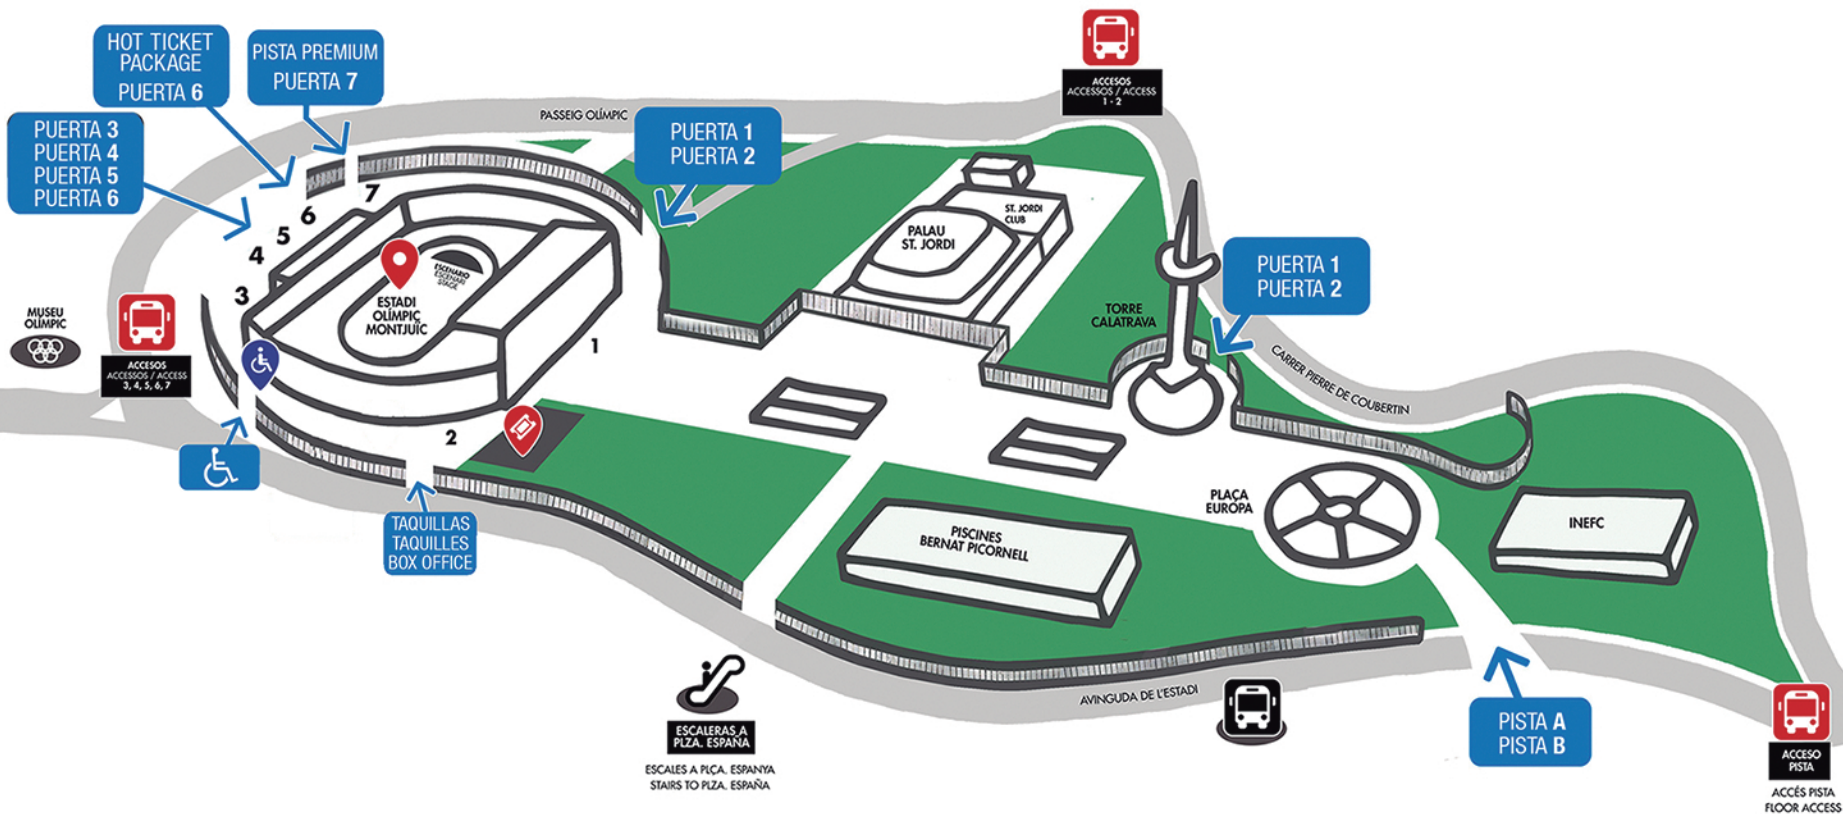 HOT TICKET
PACKAGE
PUERTA 6
PISTA PREMIUM
PUERTA 7
PUERTA 3
PUERTA 4
PUERTA 5
PUERTA 6
PASSEIG OLÍMPIC
PUERTA 1
PUERTA 2
ACCESOS
ACCESSOS / ACCESS
1 - 2
7
6
5
4
3
ESCENARIO
ESCENARI
STAGE
ESTADI
OLÍMPIC
MONTJUÏC
1
2
PALAU
ST. JORDI
ST. JORDI
CLUB
TORRE
CALATRAVA
PUERTA 1
PUERTA 2
CARRER PIERRE DE COUBERTIN
MUSEU
OLÍMPIC
ACCESOS
ACCESSOS / ACCESS
3, 4, 5, 6, 7
TAQUILLAS
TAQUILLES
BOX OFFICE
PISCINES
BERNAT PICORNELL
PLAÇA
EUROPA
INEFC
AVINGUDA DE L'ESTADI
ESCALERAS A
PLZA. ESPAÑA
ESCALES A PLÇA. ESPANYA
STAIRS TO PLZA. ESPAÑA
PISTA A
PISTA B
ACCESO
PISTA
ACCÉS PISTA
FLOOR ACCESS